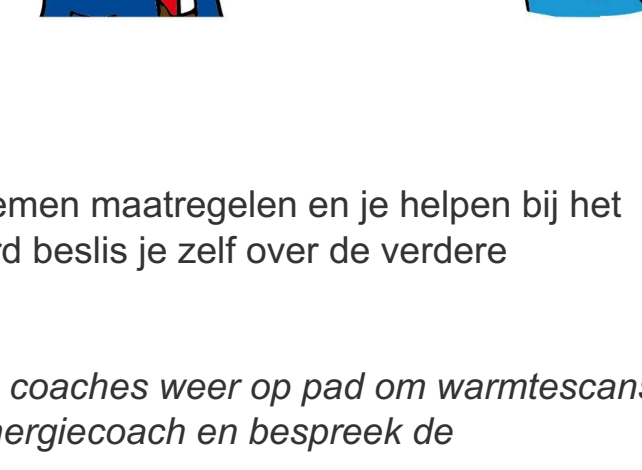 emen maatregelen en je helpen bij het
rd beslis je zelf over de verdere
coaches weer op pad om warmtescans
nergiecoach en bespreek de